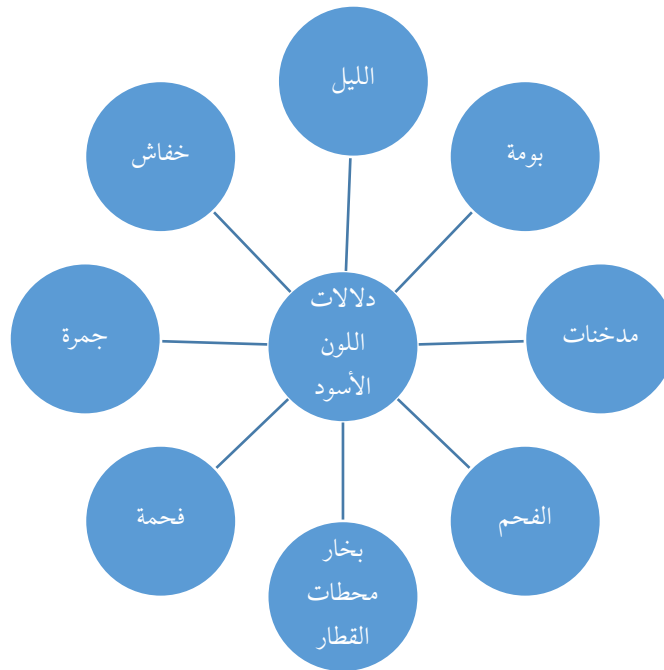 الليل
خفاش
بومة
دلالات
اللون
الأسود
جمرة
مدخنات
فحمة
الفحم
بخار
محطات
القطار